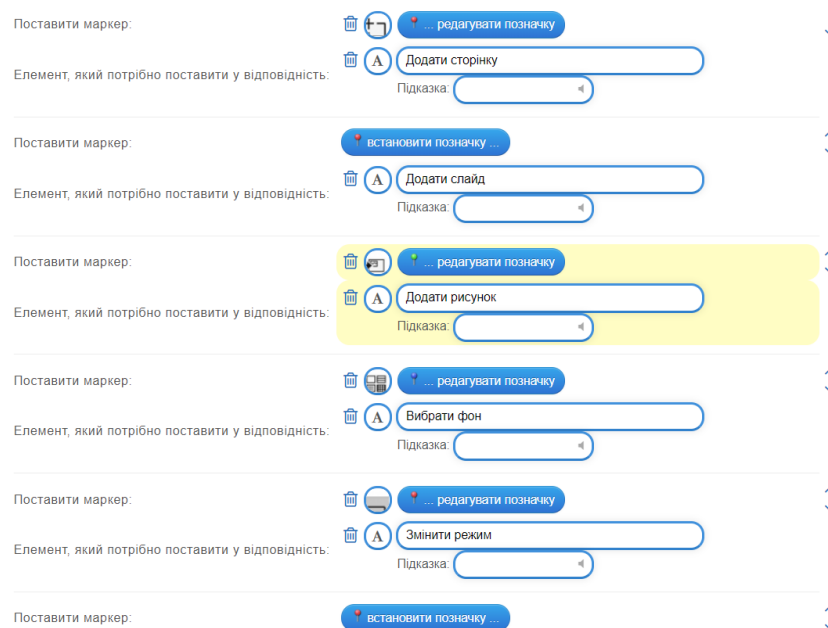 Поставити маркер:
... редагувати позначку
Елемент, який потрібно поставити у відповідність:
A
Додати сторінку
Підказка:
Поставити маркер:
встановити позначку ...
Елемент, який потрібно поставити у відповідність:
A
Додати слайд
Підказка:
Поставити маркер:
... редагувати позначку
Елемент, який потрібно поставити у відповідність:
A
Додати рисунок
Підказка:
Поставити маркер:
... редагувати позначку
Елемент, який потрібно поставити у відповідність:
A
Вибрати фон
Підказка:
Поставити маркер:
... редагувати позначку
Елемент, який потрібно поставити у відповідність:
A
Змінити режим
Підказка:
Поставити маркер:
встановити позначку ...